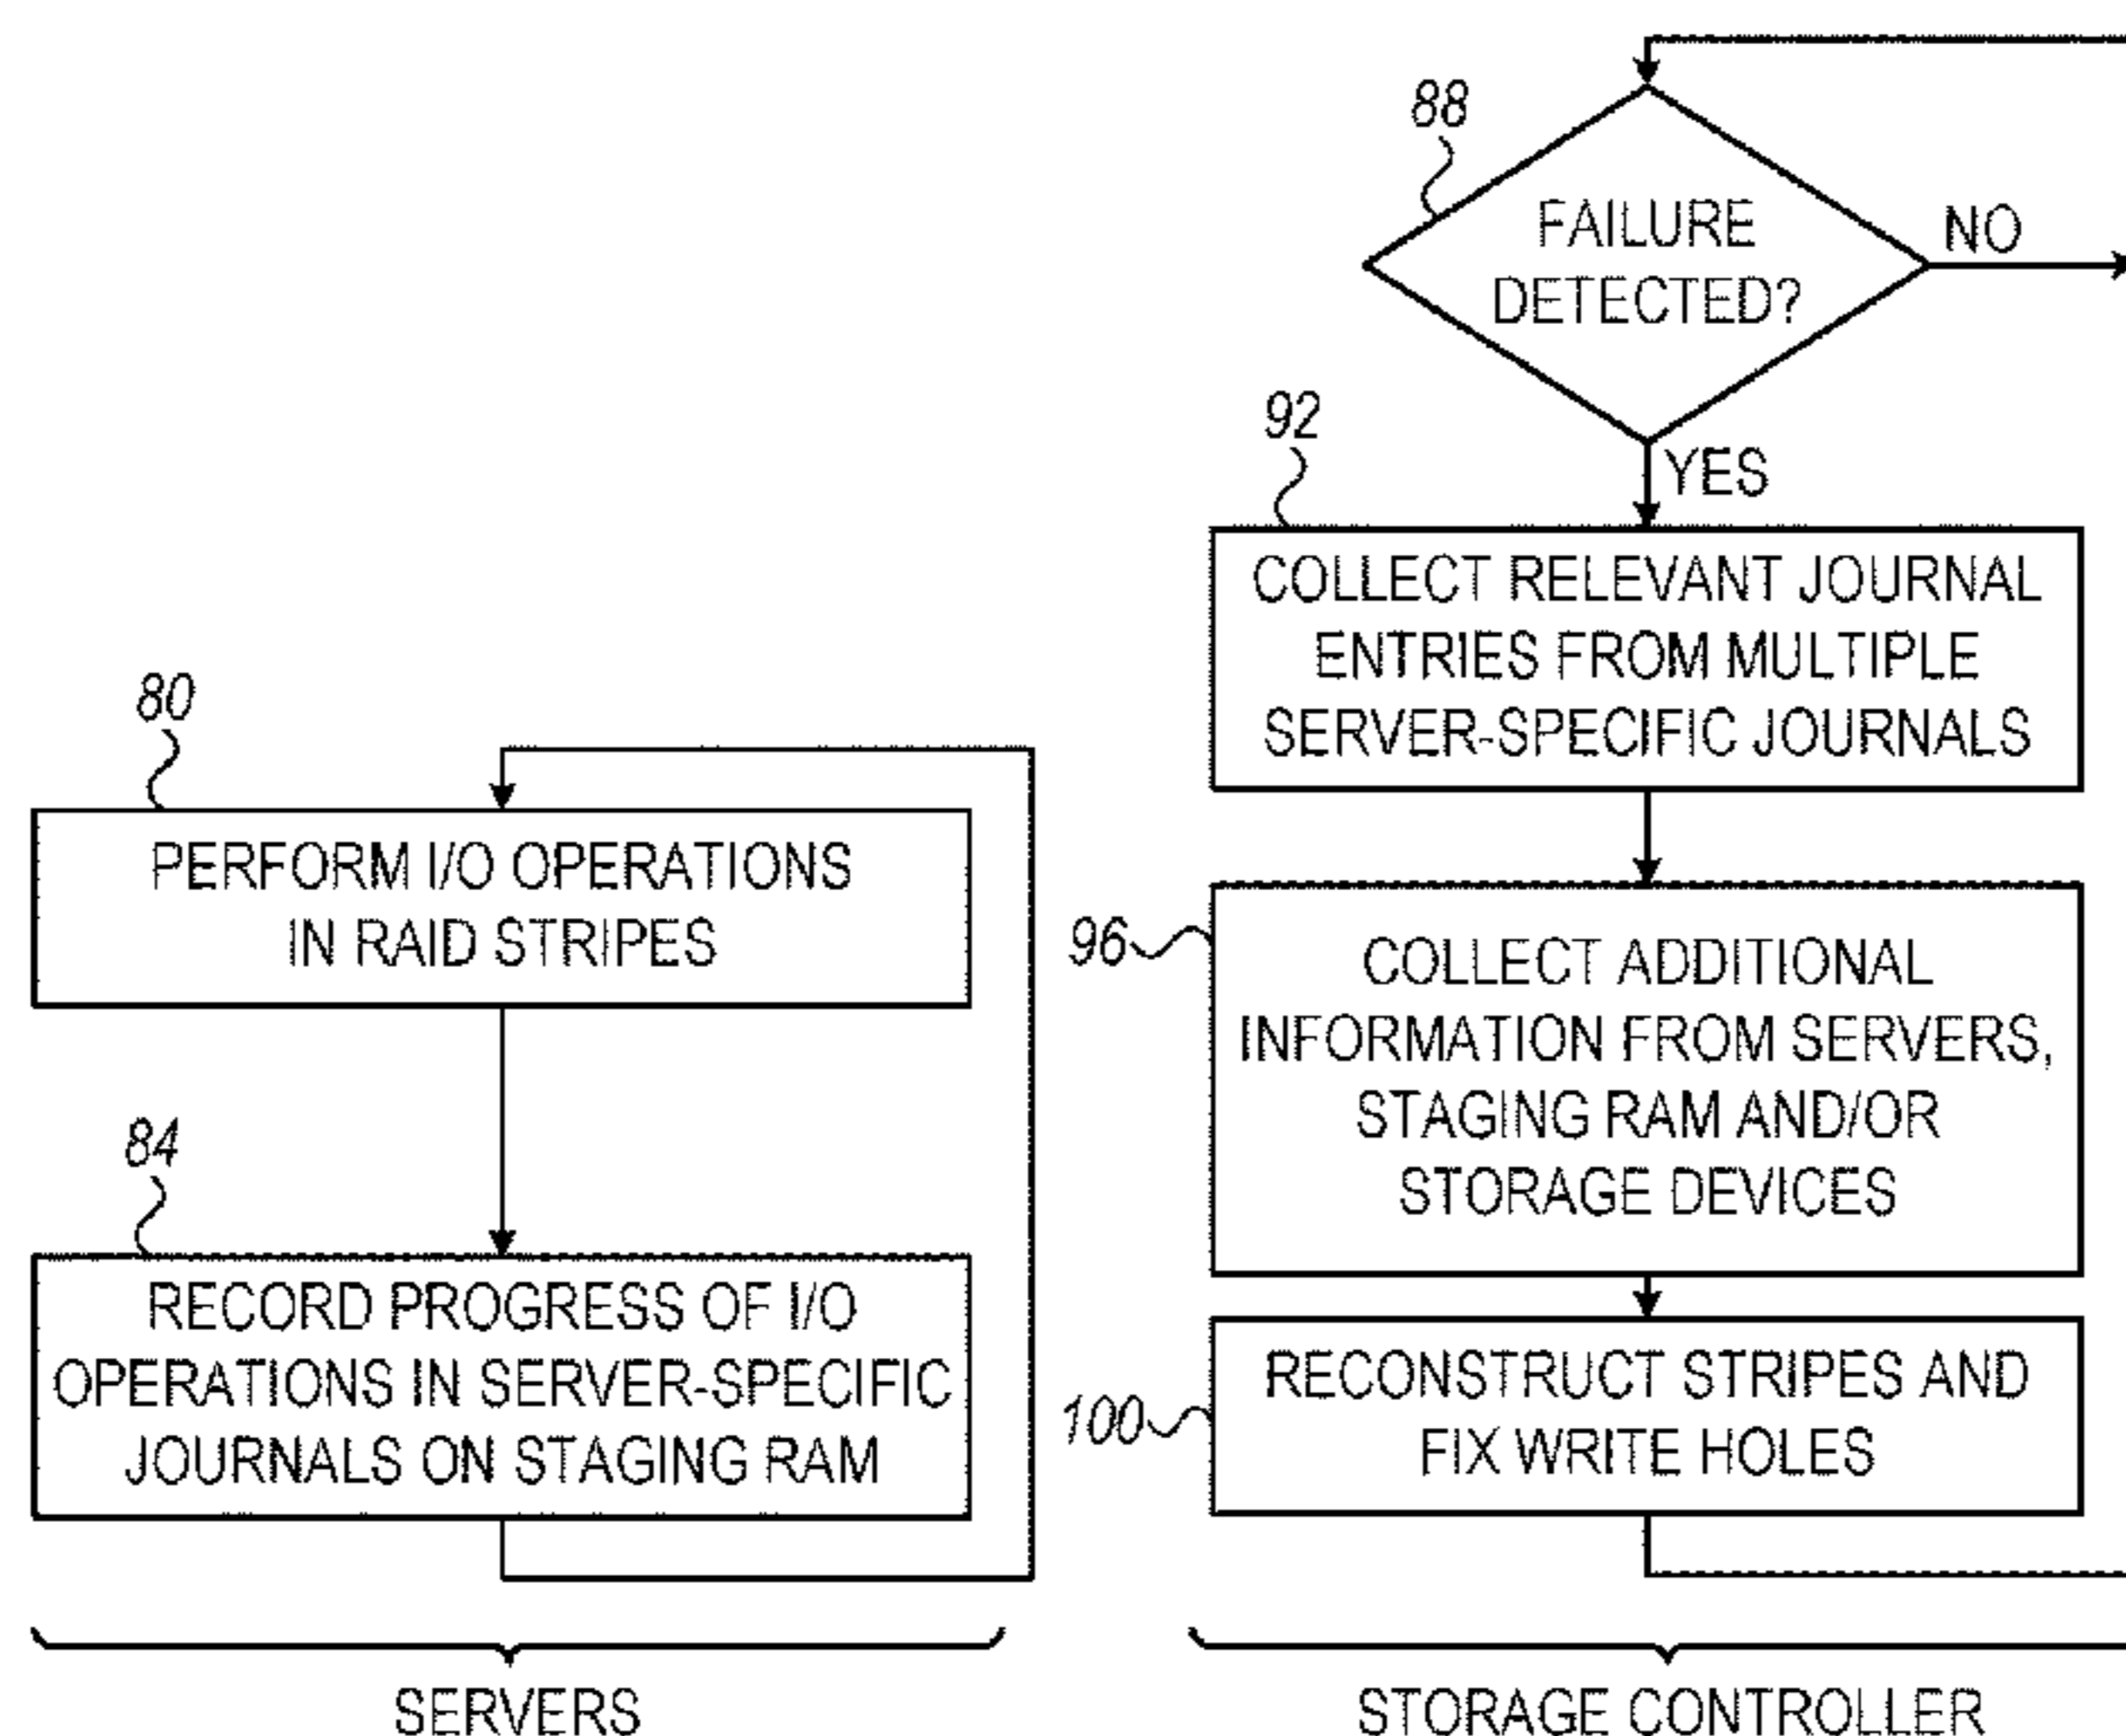 80
PERFORM I/O OPERATIONS
IN RAID STRIPES
84
RECORD PROGRESS OF I/O
OPERATIONS IN SERVER-SPECIFIC
JOURNALS ON STAGING RAM
SERVERS
88
FAILURE
DETECTED?
NO
YES
92
COLLECT RELEVANT JOURNAL
ENTRIES FROM MULTIPLE
SERVER-SPECIFIC JOURNALS
96
COLLECT ADDITIONAL
INFORMATION FROM SERVERS,
STAGING RAM AND/OR
STORAGE DEVICES
100
RECONSTRUCT STRIPES AND
FIX WRITE HOLES
STORAGE CONTROLLER